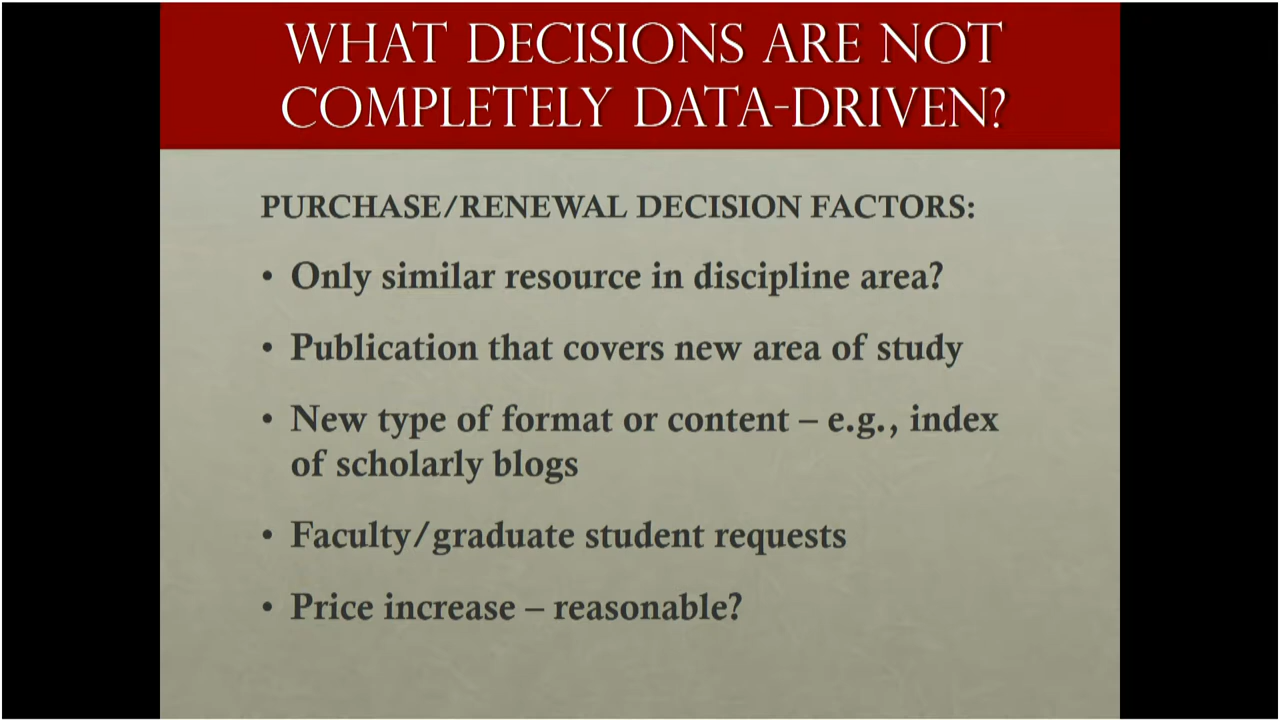 WHAT DECISIONS ARE NOT
COMPLETELY DATA-DRIVEN?
PURCHASE/RENEWAL DECISION FACTORS:
• Only similar resource in discipline area?
• Publication that covers new area of study
• New type of format or content – e.g., index
of scholarly blogs
• Faculty/graduate student requests
• Price increase – reasonable?